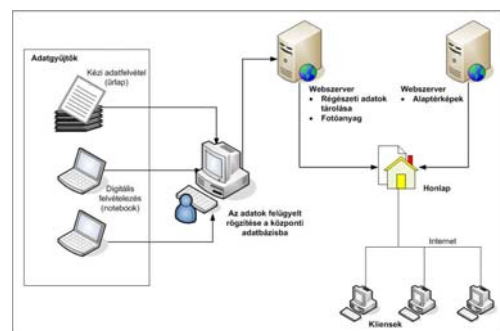 Adatgyűjtők
Kézi adatfelvétel
(űrlap)
Digitális
felvételezés
(notebook)
Az adatok felügyelt
rögzítése a központi
adatbázisba
Webszerver
• Régészeti adatok
tárolása
• Fotóanyag
Webszerver
• Alaptérképek
Honlap
Internet
Kliensek